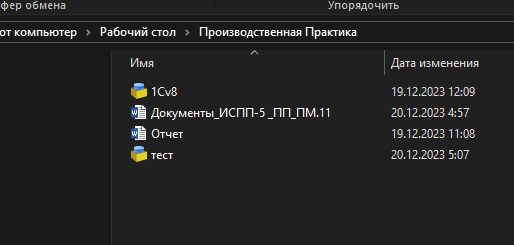 фер обмена Упорядочить
от компьютер > Рабочий стол > Производственная Практика
Имя Дата изменения
1Cv8 19.12.2023 12:09
Документы_ИСПП-5 _ПП_ПМ.11 20.12.2023 4:57
Отчет 19.12.2023 11:08
тест 20.12.2023 5:07